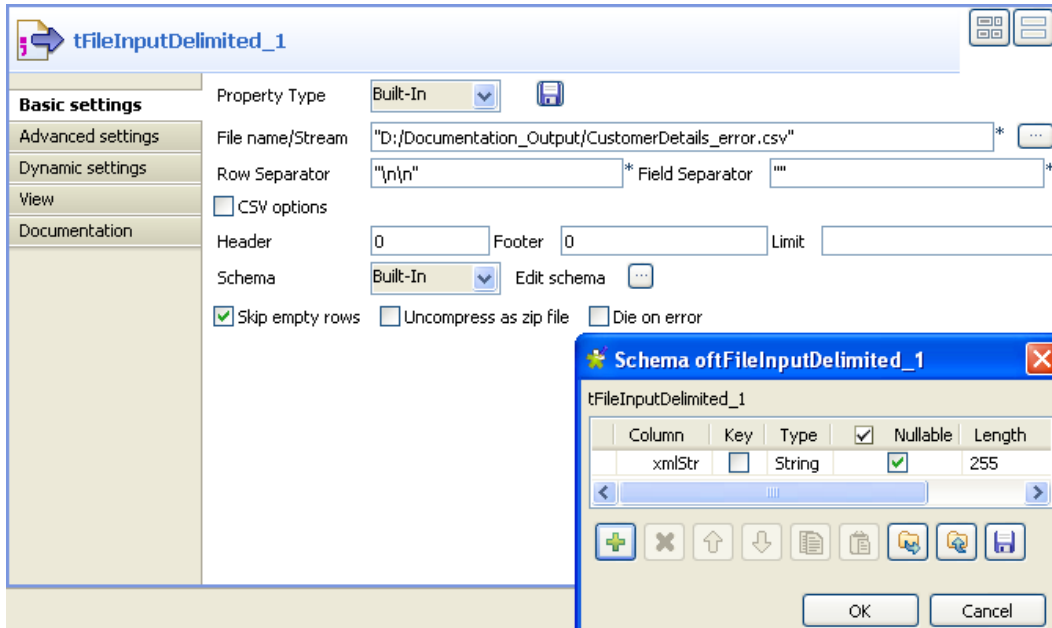 tFileInputDelimited_1
Basic settings
Advanced settings
Dynamic settings
View
Documentation
Property Type Built-In
File name/Stream "D:/Documentation_Output/CustomerDetails_error.csv" * ...
Row Separator "\n\n" * Field Separator "" *
CSV options
Header 0 Footer 0 Limit
Schema Built-In Edit schema ...
Skip empty rows Uncompress as zip file Die on error
Schema oftFileInputDelimited_1
tFileInputDelimited_1
Column Key Type Nullable Length
xmlStr String 255
OK Cancel